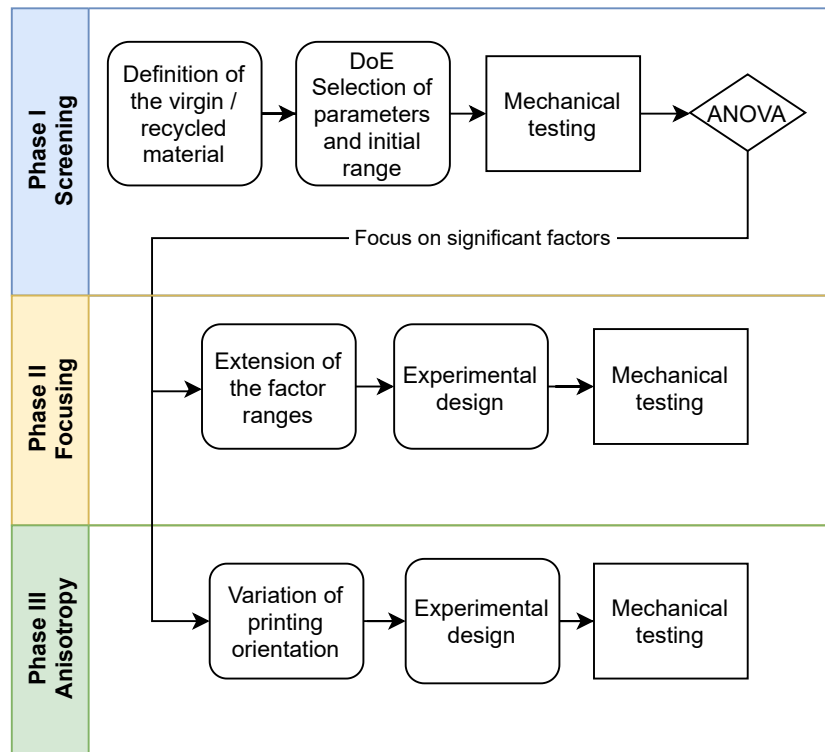 Phase I
Screening
Definition of
the virgin /
recycled
material
DoE
Selection of
parameters
and initial
range
Mechanical
testing
ANOVA
Focus on significant factors
Phase II
Focusing
Extension of
the factor
ranges
Experimental
design
Mechanical
testing
Phase III
Anisotropy
Variation of
printing
orientation
Experimental
design
Mechanical
testing